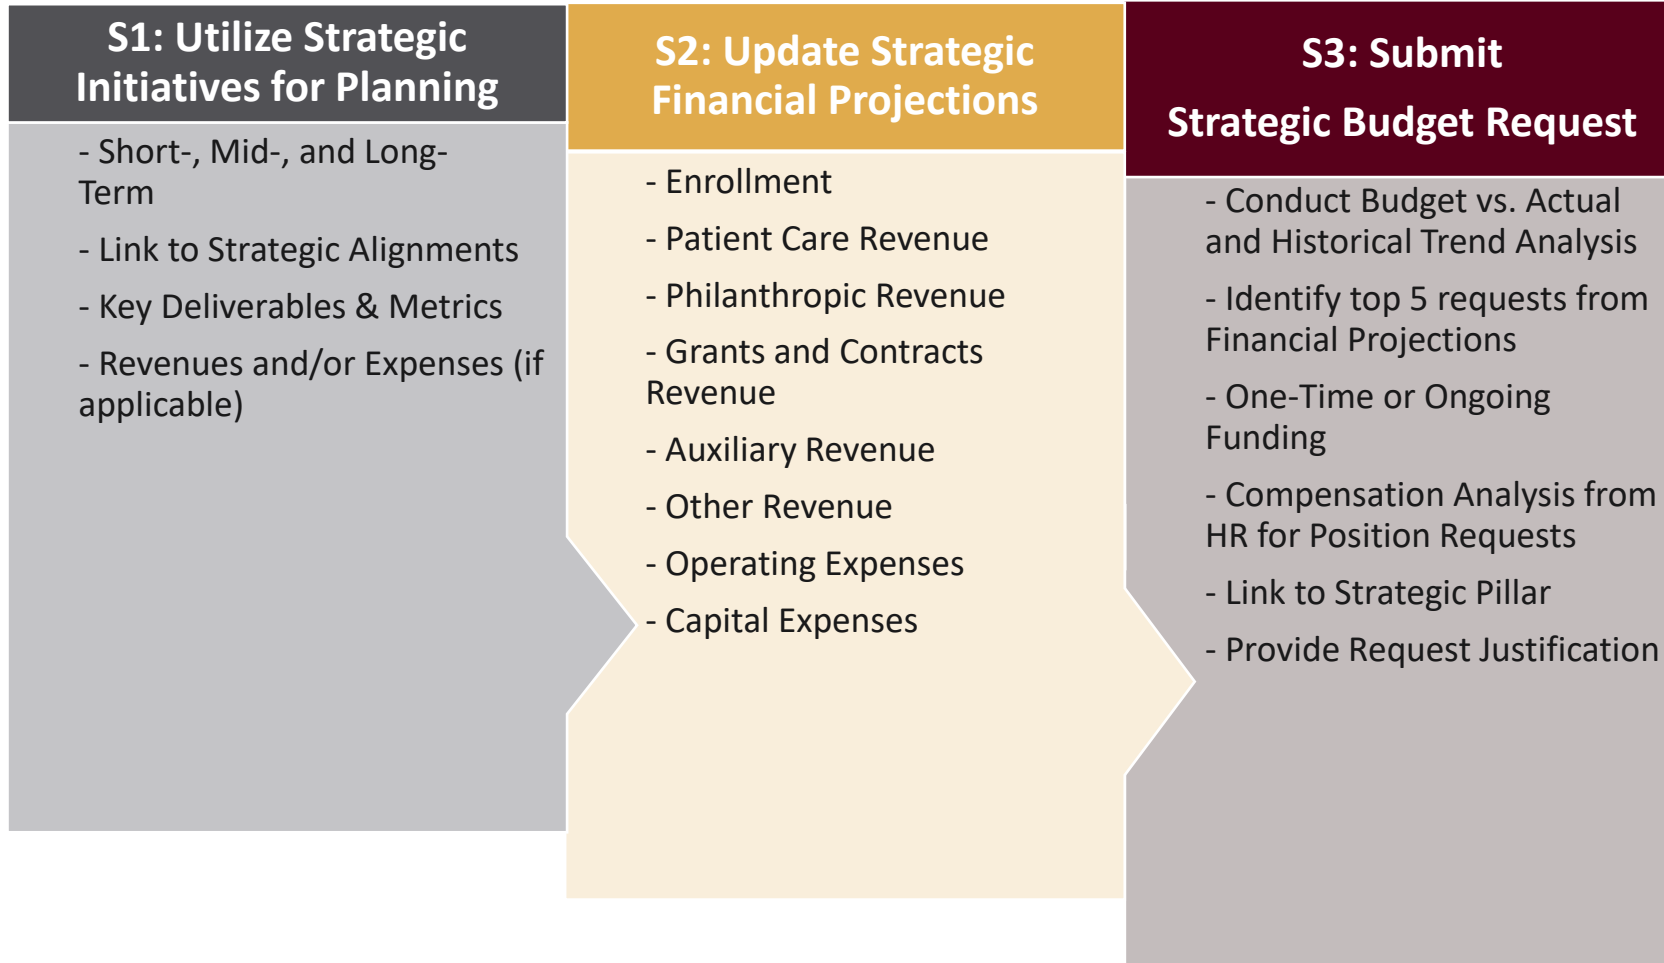 S1: Utilize Strategic
Initiatives for Planning
- Short-, Mid-, and Long-
Term
- Link to Strategic Alignments
- Key Deliverables & Metrics
- Revenues and/or Expenses (if
applicable)
S2: Update Strategic
Financial Projections
- Enrollment
- Patient Care Revenue
- Philanthropic Revenue
- Grants and Contracts
Revenue
- Auxiliary Revenue
- Other Revenue
- Operating Expenses
- Capital Expenses
S3: Submit
Strategic Budget Request
- Conduct Budget vs. Actual
and Historical Trend Analysis
- Identify top 5 requests from
Financial Projections
- One-Time or Ongoing
Funding
- Compensation Analysis from
HR for Position Requests
- Link to Strategic Pillar
- Provide Request Justification